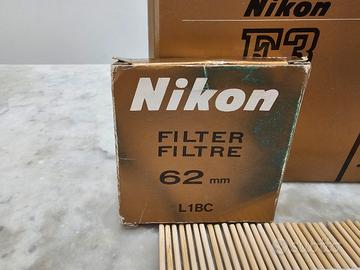 Nikon
F3
Nikon
FILTER
FILTRE
62 mm
L1BC